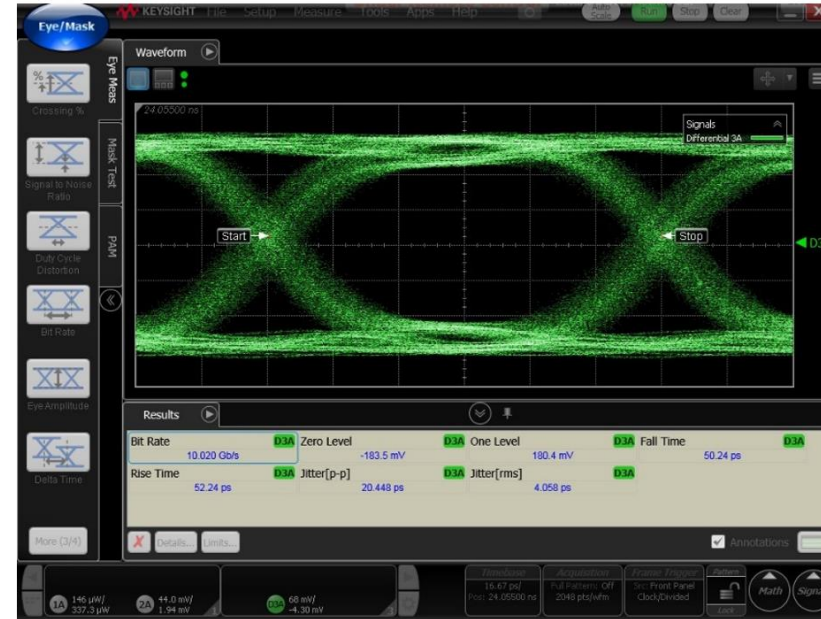 KEYSIGHT File Setup Measure Tools Apps Help
Auto Scale
Run Stop Clear
Eye/Mask
Waveform
Eye Meas
Mask Test
PAM
Crossing %
Signal to Noise Ratio
Duty Cycle Distortion
Bit Rate
Eye Amplitude
Delta Time
More (3/4)
24.05500 ns
Signals
Differential 3A
Start
Stop
Results
Bit Rate D3A Zero Level D3A One Level D3A Fall Time D3A
10.020 Gb/s -183.5 mV 180.4 mV 50.24 ps
Rise Time D3A Jitter[p-p] D3A Jitter[rms] D3A
52.24 ps 20.448 ps 4.058 ps
Details... Limits...
Annotations
1A 146 µW/
337.3 µW
2A 44.0 mV/
1.94 mV
1
D3A 68 mV/
-4.30 mV
3
Timebase
16.67 ps/
Pos: 24.05500 ns
Acquisition
Full Pattern: Off
2048 pts/wfm
Frame Trigger
Src: Front Panel
Clock/Divided
Pattern
Lock
Math